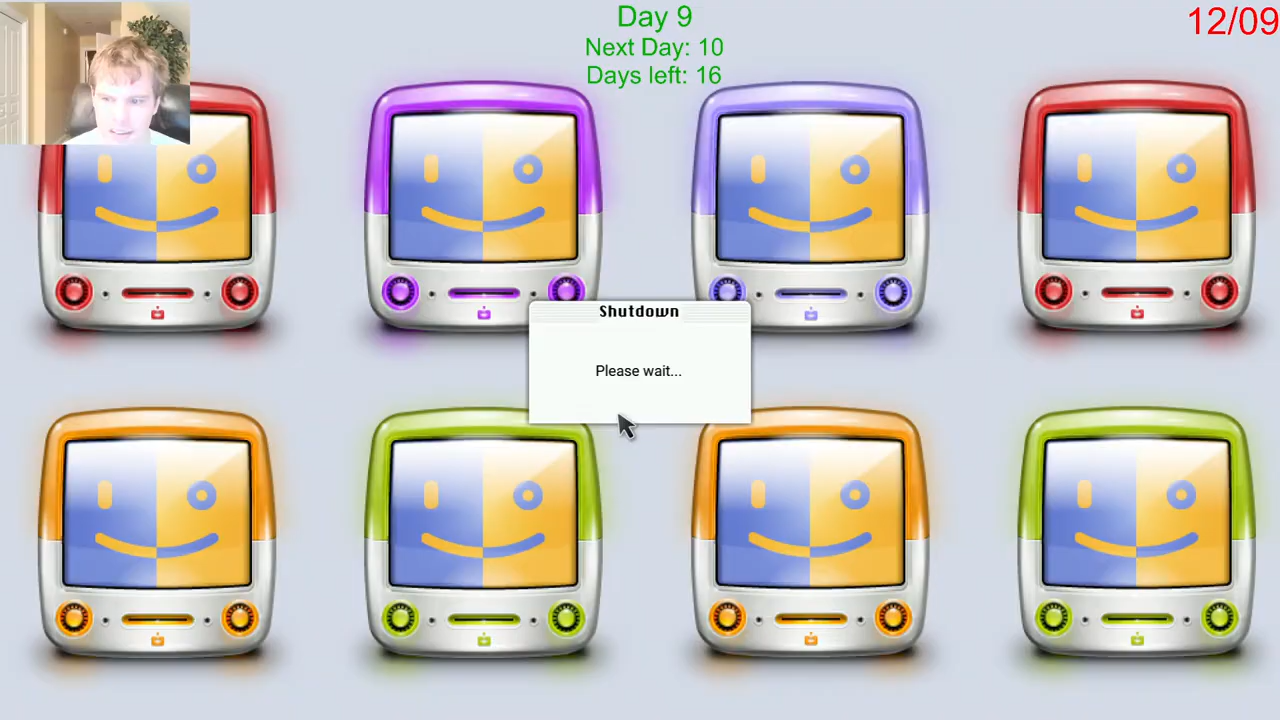 Day 9
Next Day: 10
Days left: 16
12/09
Shutdown
Please wait...